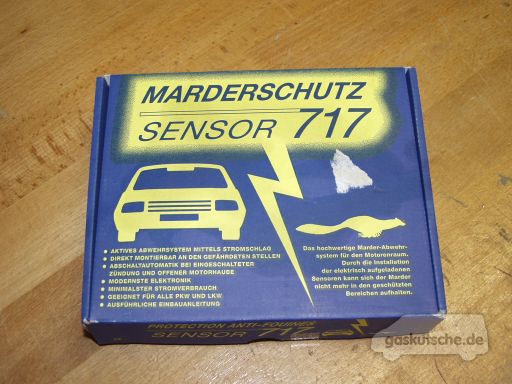 MARDERSCHUTZ
SENSOR 717
● AKTIVES ABWEHRSYSTEM MITTELS STROMSCHLAG
● DIREKT MONTIERBAR AN DEN GEFÄHRDETEN STELLEN
● ABSCHALTAUTOMATIK BEI EINGESCHALTETER
ZÜNDUNG UND OFFENER MOTORHAUBE
● MODERNSTE ELEKTRONIK
● MINIMALSTER STROMVERBRAUCH
● GEEIGNET FÜR ALLE PKW UND LKW
● AUSFÜHRLICHE EINBAUANLEITUNG
Das hochwertige Marder-Abwehr-
system für den Motorenraum.
Durch die Installation
der elektrisch aufgeladenen
Sensoren kann sich der Marder
nicht mehr in den geschützten
Bereichen aufhalten.
PROTECTION ANTI-FOUINES
SENSOR 717
gaskutsche.de